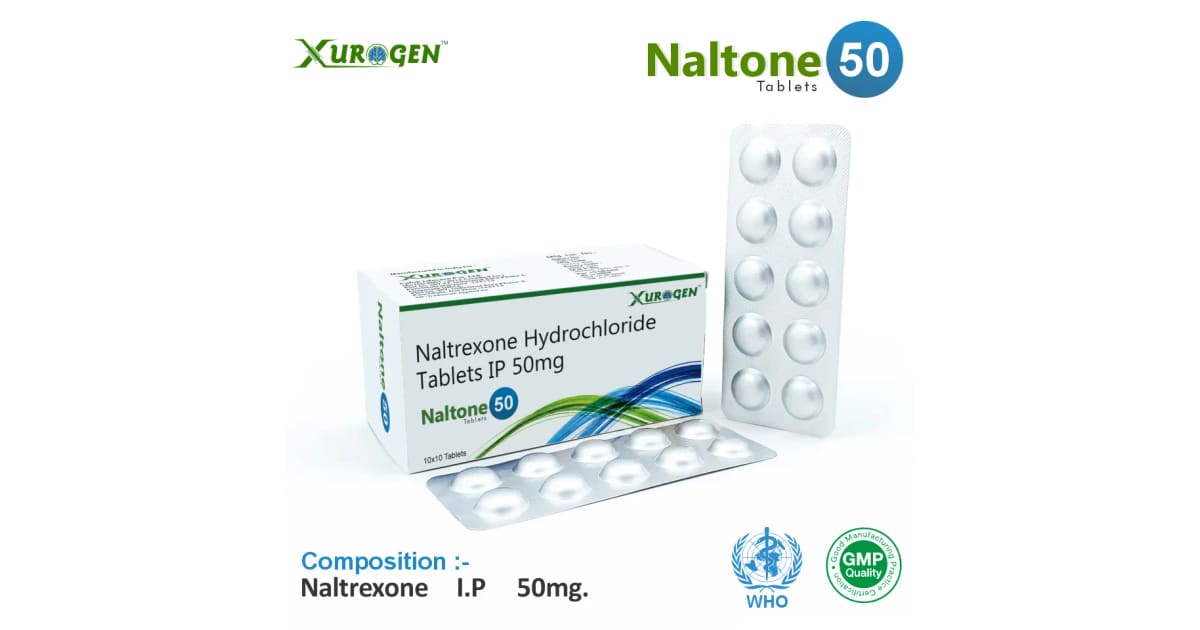 XUROGEN™
Naltone 50
Tablets
XUROGEN
XUROGEN™
Naltrexone Hydrochloride
Tablets IP 50mg
Naltone 50
Tablets
10x10 Tablets
Naltone 50
Composition :-
Naltrexone I.P 50mg.
WHO
Good Manufacturing Practice Certification
GMP
Quality